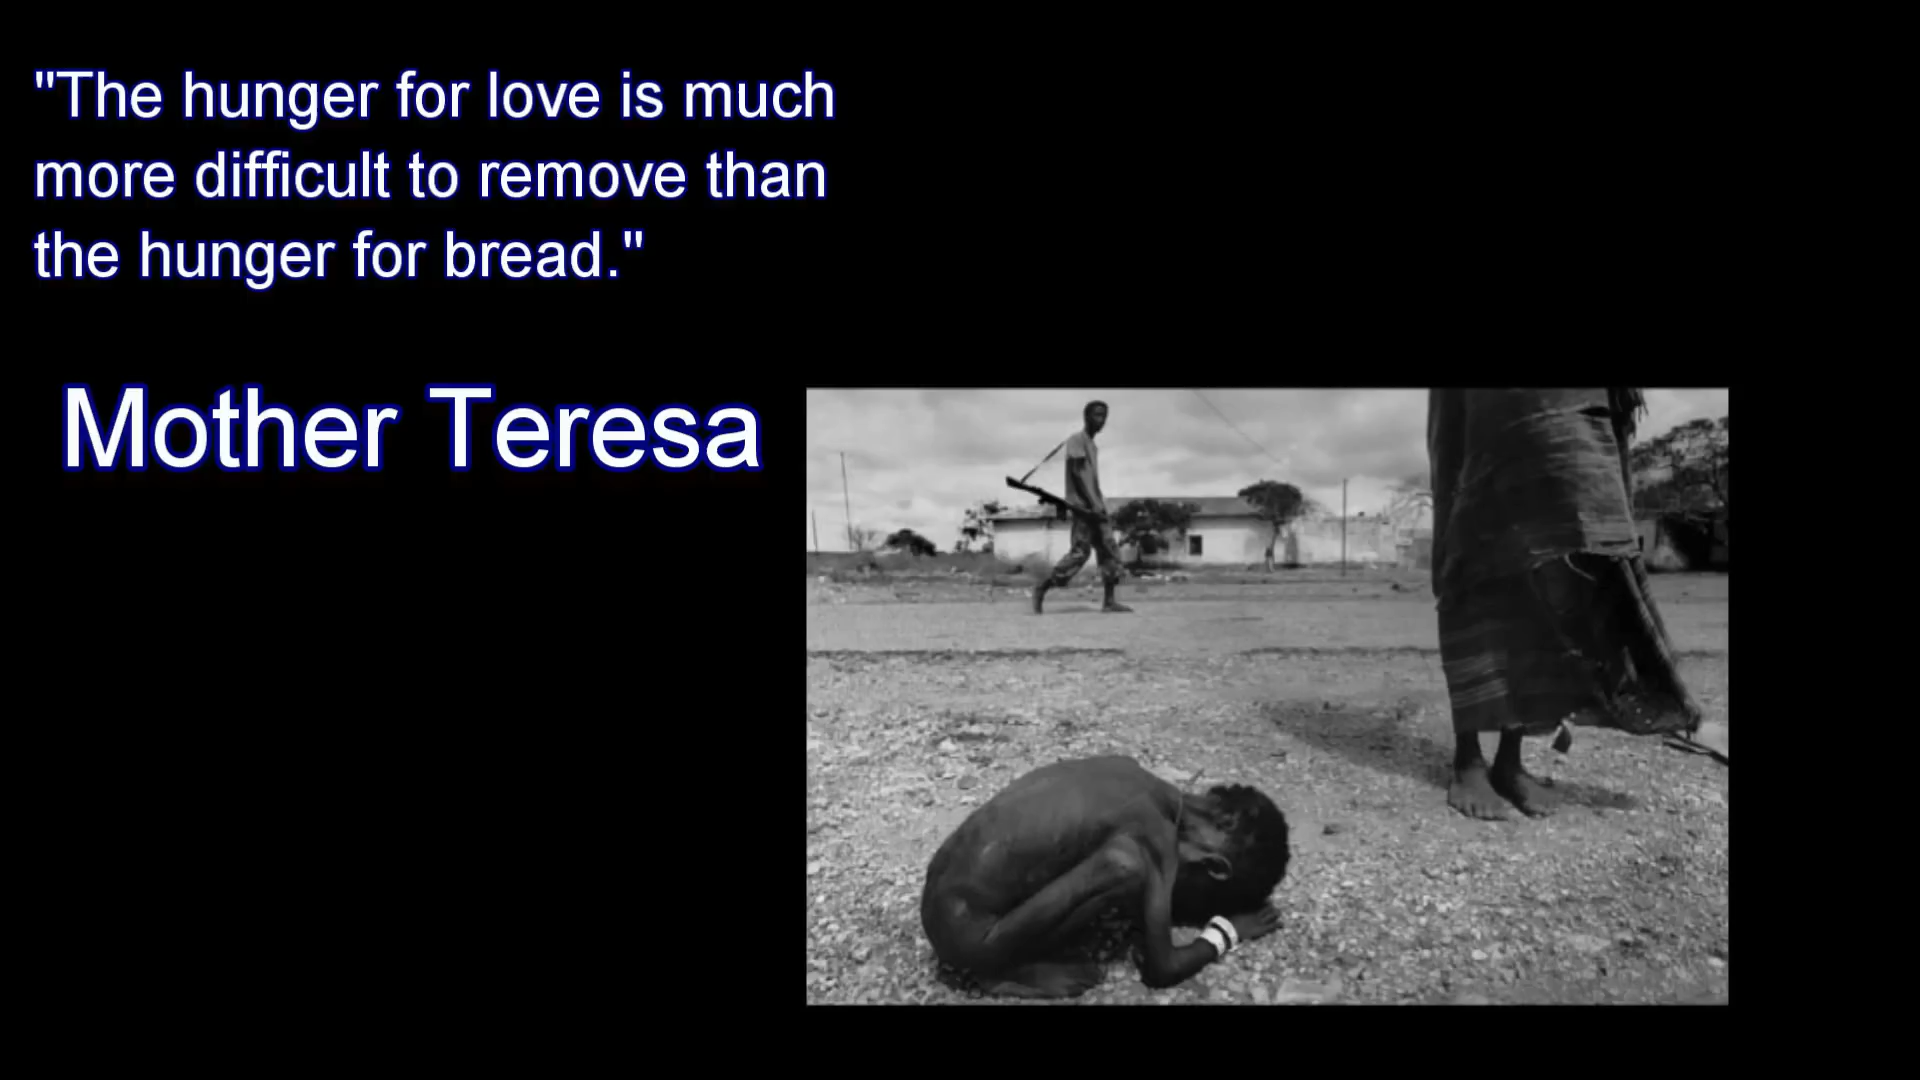 "The hunger for love is much
more difficult to remove than
the hunger for bread."
Mother Teresa